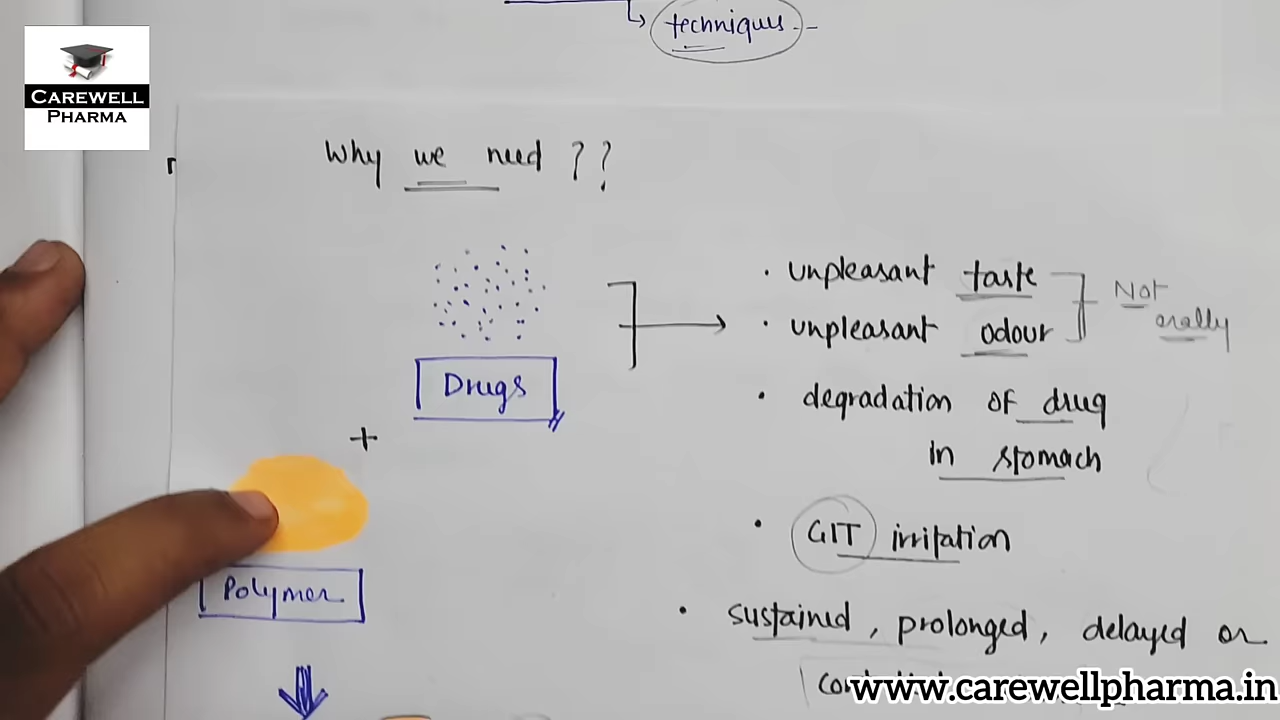 techniques
CAREWELL
PHARMA
Why we need ??
unpleasant taste
unpleasant odour
Not
orally
Drugs
degradation of drug
in stomach
+
GIT irritation
Polymer
sustained, prolonged, delayed or
www.carewellpharma.in